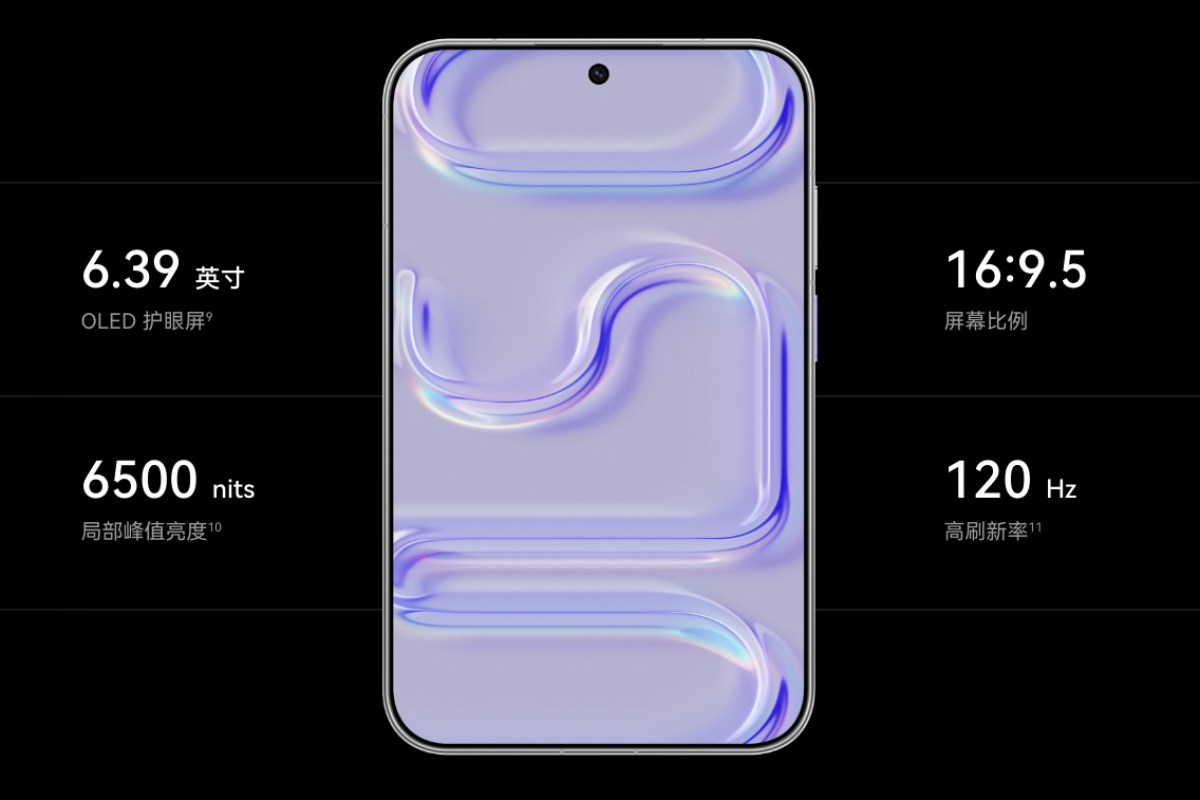 6.39 英寸
OLED 护眼屏⁹
16:9.5
屏幕比例
6500 nits
局部峰值亮度¹⁰
120 Hz
高刷新率¹¹